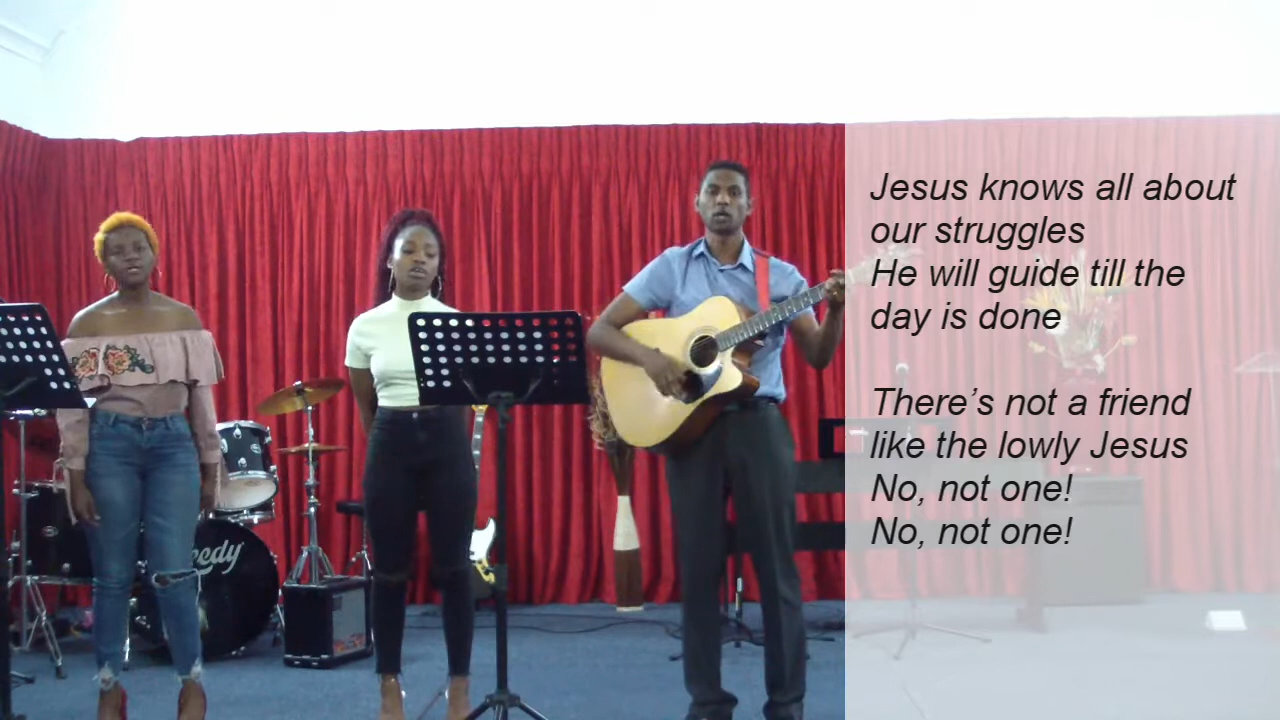 Jesus knows all about
our struggles
He will guide till the
day is done
There's not a friend
like the lowly Jesus
No, not one!
No, not one!